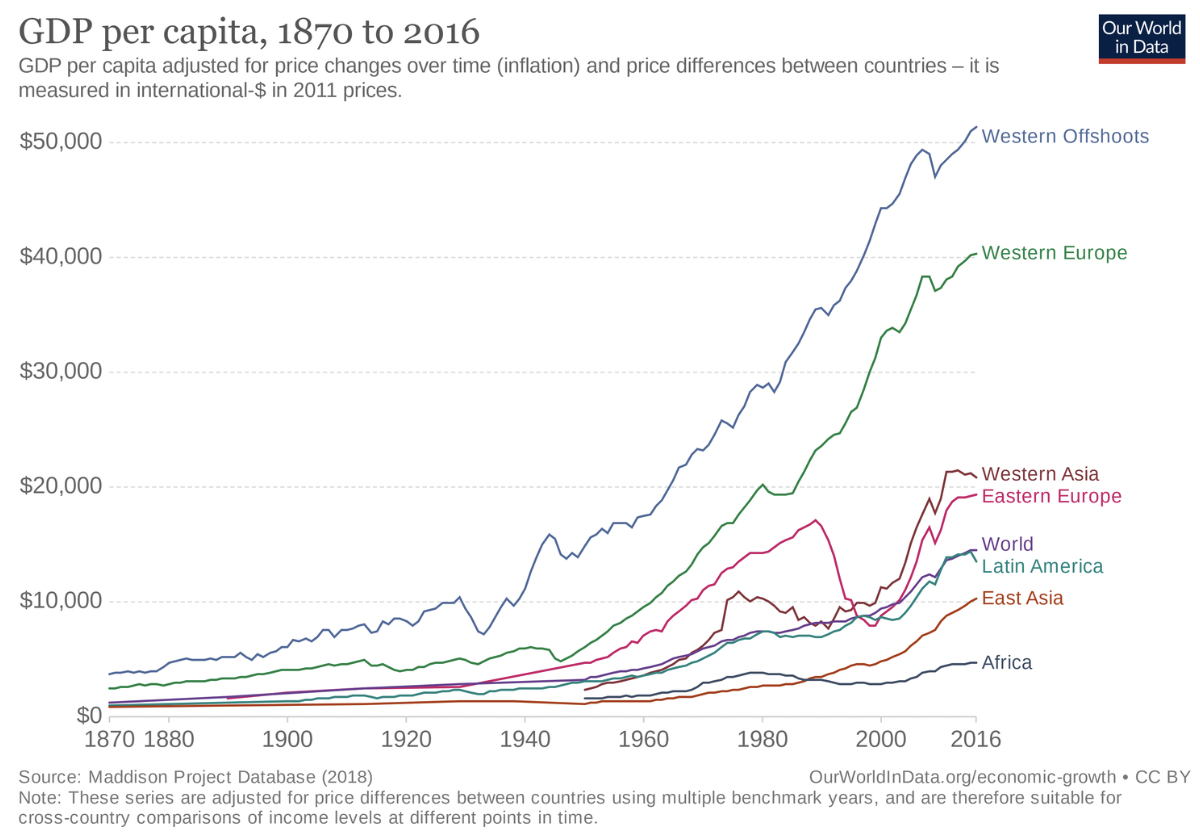 GDP per capita, 1870 to 2016
Our World
in Data
GDP per capita adjusted for price changes over time (inflation) and price differences between countries – it is
measured in international-$ in 2011 prices.
$50,000
Western Offshoots
$40,000
Western Europe
$30,000
$20,000
Western Asia
Eastern Europe
World
Latin America
$10,000
East Asia
Africa
$0
1870 1880 1900 1920 1940 1960 1980 2000 2016
Source: Maddison Project Database (2018)
OurWorldInData.org/economic-growth • CC BY
Note: These series are adjusted for price differences between countries using multiple benchmark years, and are therefore suitable for
cross-country comparisons of income levels at different points in time.